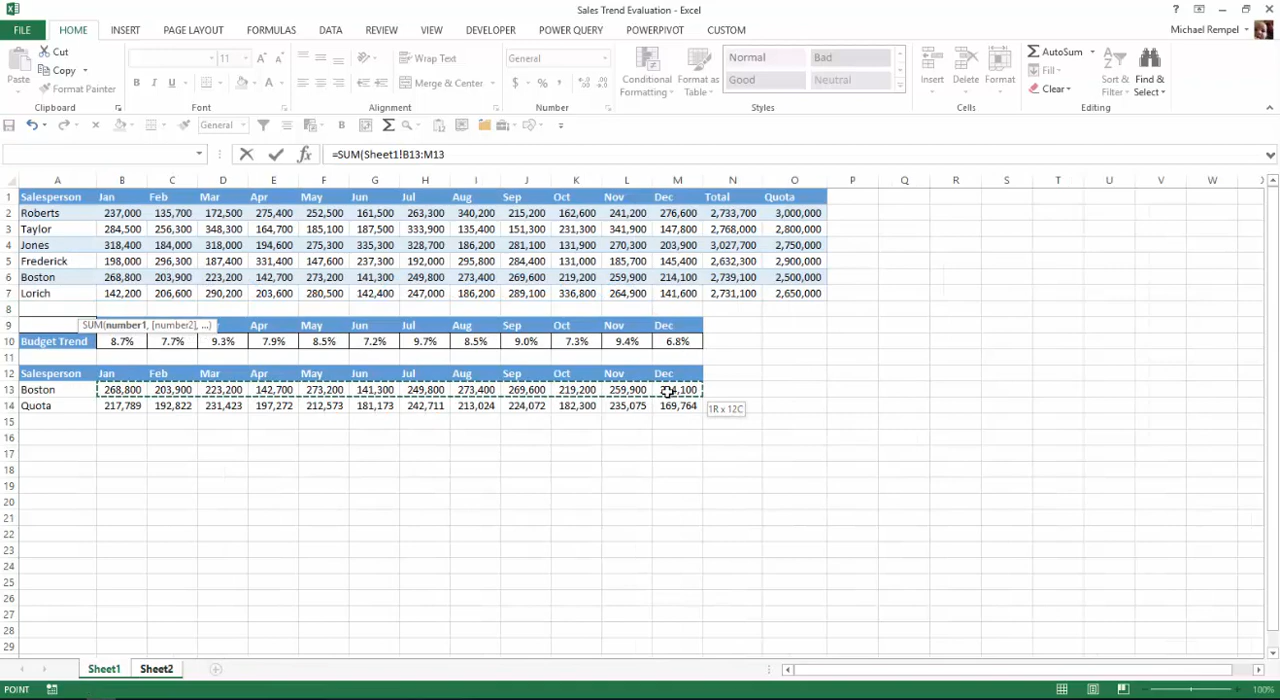 Sales Trend Evaluation - Excel
FILE HOME INSERT PAGE LAYOUT FORMULAS DATA REVIEW VIEW DEVELOPER POWER QUERY POWERPIVOT CUSTOM Michael Rempel
Paste Cut Copy Format Painter Clipboard
11 B I U A Font
Wrap Text Merge & Center Alignment
General $ % , Number
Conditional Formatting Format as Table Normal Bad Good Neutral Styles
Insert Delete Format Cells
AutoSum Fill Clear Sort & Filter Find & Select Editing
General B
=SUM(Sheet1!B13:M13
A B C D E F G H I J K L M N O P Q R S T U V W
1 Salesperson Jan Feb Mar Apr May Jun Jul Aug Sep Oct Nov Dec Total Quota
2 Roberts 237,000 135,700 172,500 275,400 252,500 161,500 263,300 340,200 215,200 162,600 241,200 276,600 2,733,700 3,000,000
3 Taylor 284,500 256,300 348,300 164,700 185,100 187,500 333,900 135,400 151,300 231,300 341,900 147,800 2,768,000 2,800,000
4 Jones 318,400 184,000 318,000 194,600 275,300 335,300 328,700 186,200 281,100 131,900 270,300 203,900 3,027,700 2,750,000
5 Frederick 198,000 296,300 187,400 331,400 147,600 237,300 192,000 295,800 284,400 131,000 185,700 145,400 2,632,300 2,900,000
6 Boston 268,800 203,900 223,200 142,700 273,200 141,300 249,800 273,400 269,600 219,200 259,900 214,100 2,739,100 2,500,000
7 Lorich 142,200 206,600 290,200 203,600 280,500 142,400 247,000 186,200 289,100 336,800 264,900 141,600 2,731,100 2,650,000
8
9 SUM(number1, [number2], ...) Apr May Jun Jul Aug Sep Oct Nov Dec
10 Budget Trend 8.7% 7.7% 9.3% 7.9% 8.5% 7.2% 9.7% 8.5% 9.0% 7.3% 9.4% 6.8%
11
12 Salesperson Jan Feb Mar Apr May Jun Jul Aug Sep Oct Nov Dec
13 Boston 268,800 203,900 223,200 142,700 273,200 141,300 249,800 273,400 269,600 219,200 259,900
14 Quota 217,789 192,822 231,423 197,272 212,573 181,173 242,711 213,024 224,072 182,300 235,075 169,764 1R x 12C
15
16
17
18
19
20
21
22
23
24
25
26
27
28
29
Sheet1 Sheet2
POINT 100%